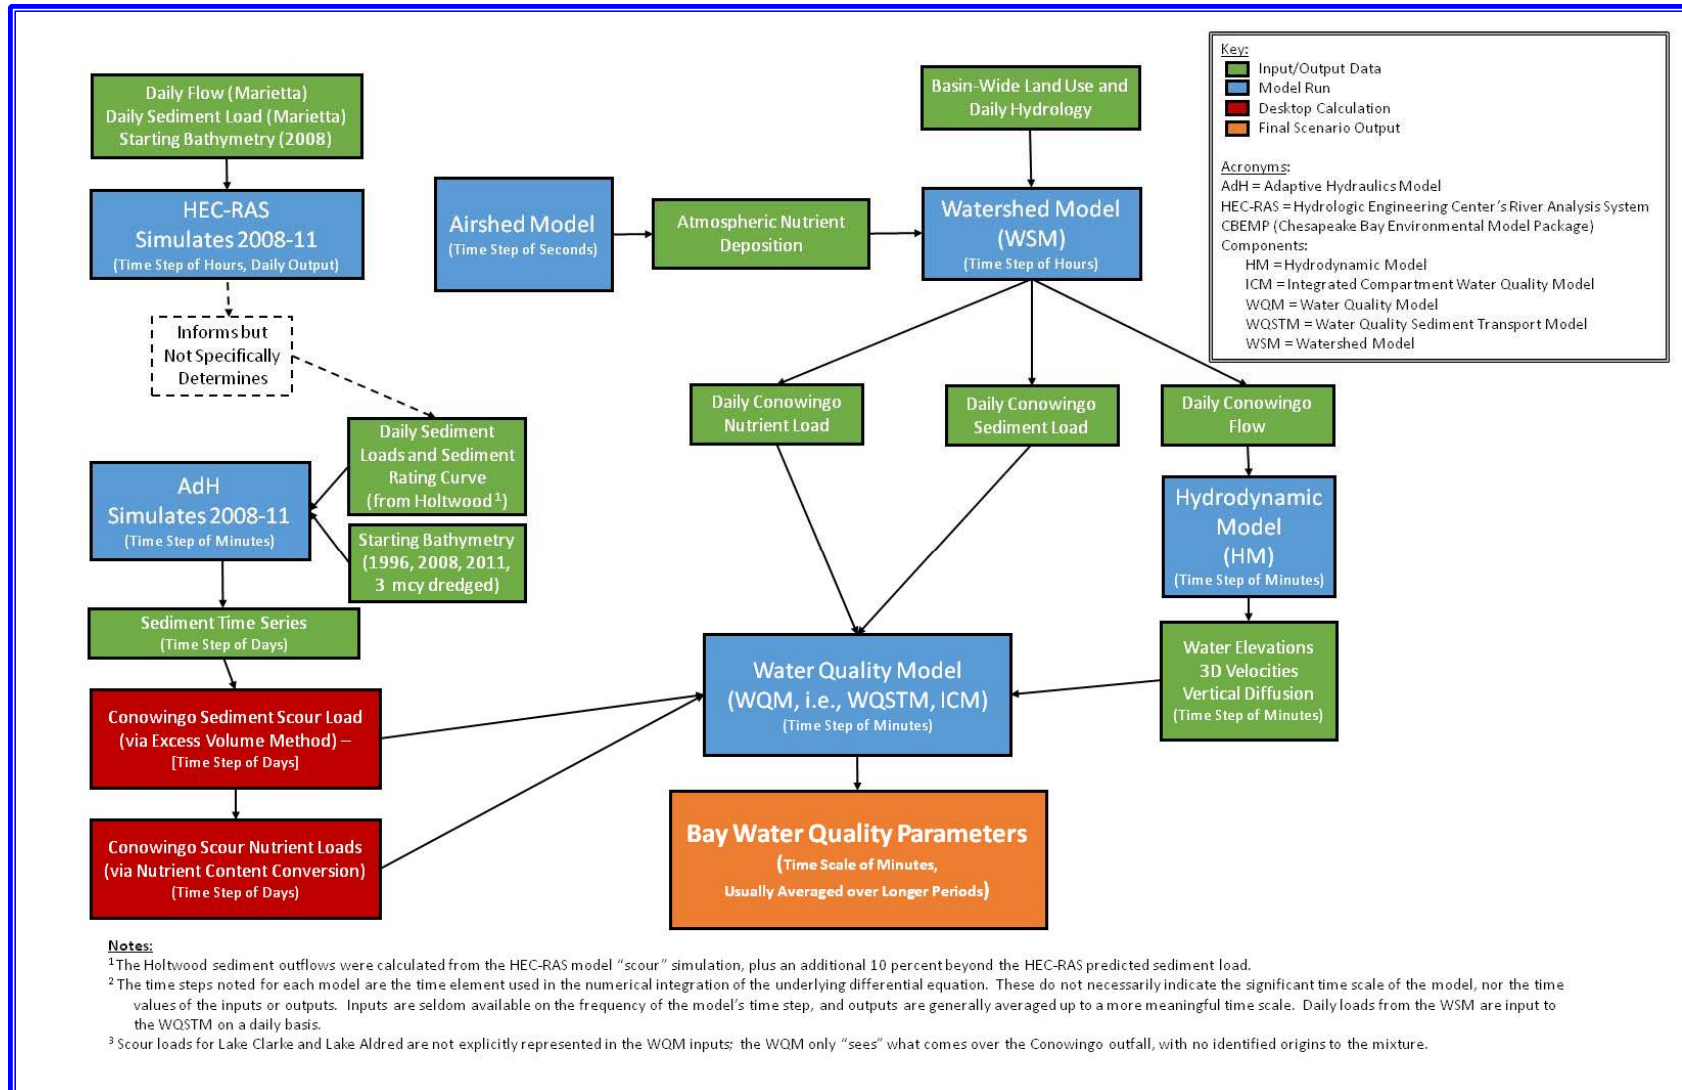 Key:
Input/Output Data
Model Run
Desktop Calculation
Final Scenario Output
Acronyms:
AdH = Adaptive Hydraulics Model
HEC-RAS = Hydrologic Engineering Center's River Analysis System
CBEMP (Chesapeake Bay Environmental Model Package)
Components:
HM = Hydrodynamic Model
ICM = Integrated Compartment Water Quality Model
WQM = Water Quality Model
WQSTM = Water Quality Sediment Transport Model
WSM = Watershed Model
Daily Flow (Marietta)
Daily Sediment Load (Marietta)
Starting Bathymetry (2008)
HEC-RAS
Simulates 2008-11
(Time Step of Hours, Daily Output)
Informs but
Not Specifically
Determines
Daily Sediment
Loads and Sediment
Rating Curve
(from Holtwood¹)
AdH
Simulates 2008-11
(Time Step of Minutes)
Starting Bathymetry
(1996, 2008, 2011,
3 mcy dredged)
Sediment Time Series
(Time Step of Days)
Conowingo Sediment Scour Load
(via Excess Volume Method) –
[Time Step of Days]
Conowingo Scour Nutrient Loads
(via Nutrient Content Conversion)
(Time Step of Days)
Airshed Model
(Time Step of Seconds)
Atmospheric Nutrient
Deposition
Basin-Wide Land Use and
Daily Hydrology
Watershed Model
(WSM)
(Time Step of Hours)
Daily Conowingo
Nutrient Load
Daily Conowingo
Sediment Load
Daily Conowingo
Flow
Hydrodynamic
Model
(HM)
(Time Step of Minutes)
Water Elevations
3D Velocities
Vertical Diffusion
(Time Step of Minutes)
Water Quality Model
(WQM, i.e., WQSTM, ICM)
(Time Step of Minutes)
Bay Water Quality Parameters
(Time Scale of Minutes,
Usually Averaged over Longer Periods)
Notes:
¹ The Holtwood sediment outflows were calculated from the HEC-RAS model "scour" simulation, plus an additional 10 percent beyond the HEC-RAS predicted sediment load.
² The time steps noted for each model are the time element used in the numerical integration of the underlying differential equation. These do not necessarily indicate the significant time scale of the model, nor the time
values of the inputs or outputs. Inputs are seldom available on the frequency of the model's time step, and outputs are generally averaged up to a more meaningful time scale. Daily loads from the WSM are input to
the WQSTM on a daily basis.
³ Scour loads for Lake Clarke and Lake Aldred are not explicitly represented in the WQM inputs; the WQM only "sees" what comes over the Conowingo outfall, with no identified origins to the mixture.